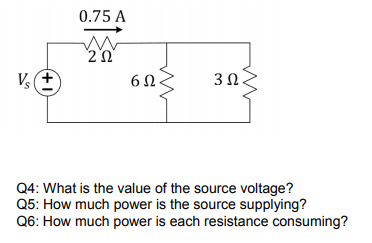 0.75 A
2 Ω
Vs
6 Ω
3 Ω
Q4: What is the value of the source voltage?
Q5: How much power is the source supplying?
Q6: How much power is each resistance consuming?